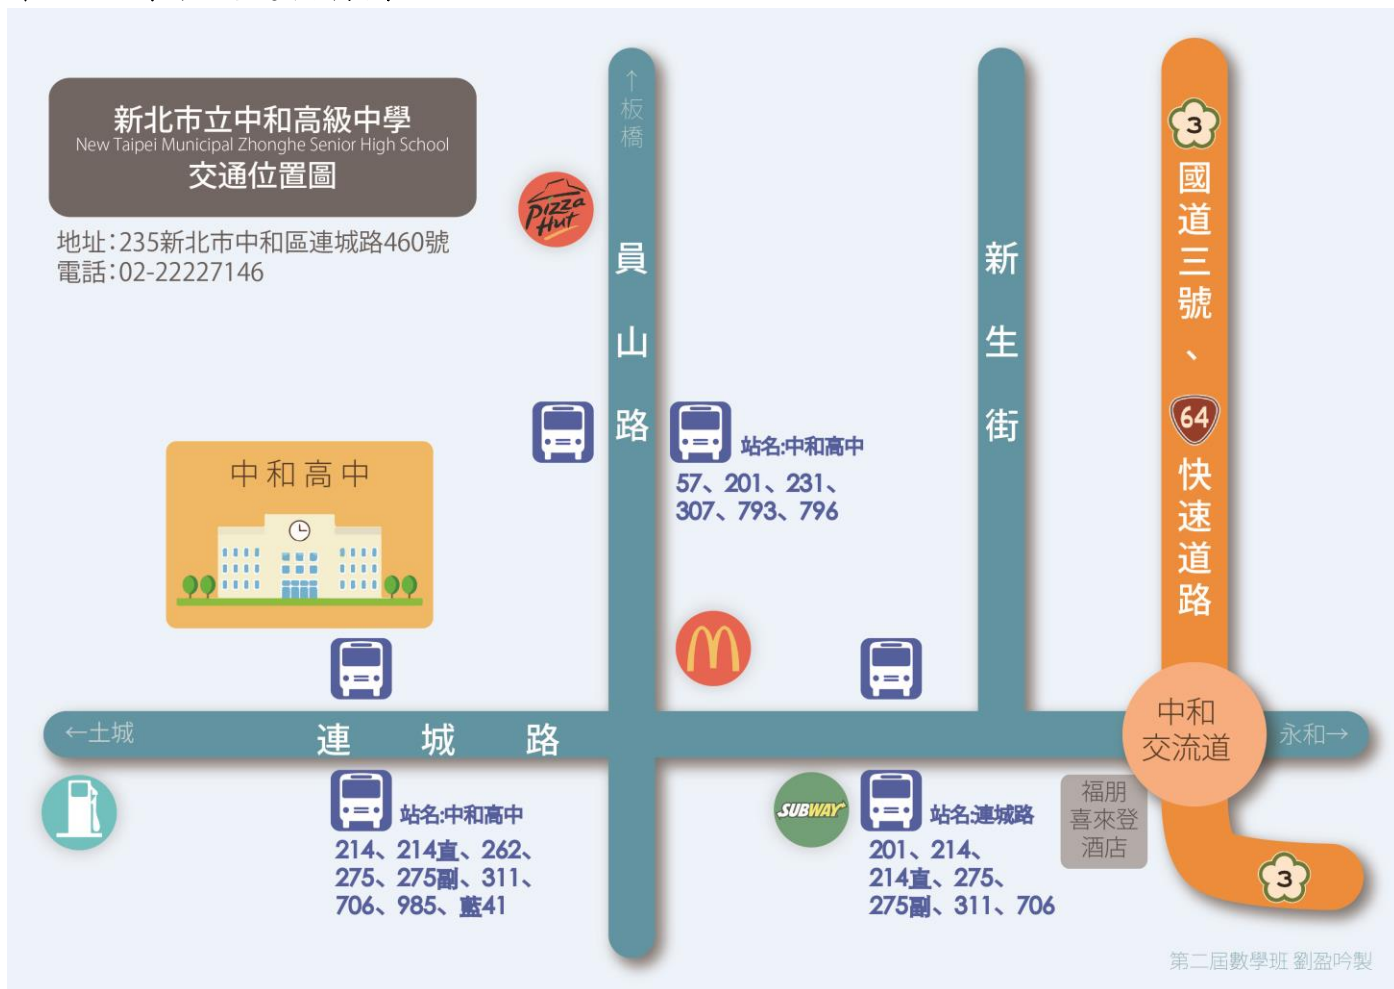 新北市立中和高級中學
New Taipei Municipal Zhonghe Senior High School
交通位置圖
地址：235新北市中和區連城路460號
電話：02-22227146
←板橋
Pizza Hut
員山路
新生街
3
國道三號、
64
快速道路
站名:中和高中
57、201、231、
307、793、796
中和高中
←土城
連城路
中和
交流道
永和→
站名:中和高中
214、214直、262、
275、275副、311、
706、985、藍41
SUBWAY
站名:連城路
201、214、
214直、275、
275副、311、706
福朋
喜來登
酒店
3
第二屆數學班 劉盈吟製